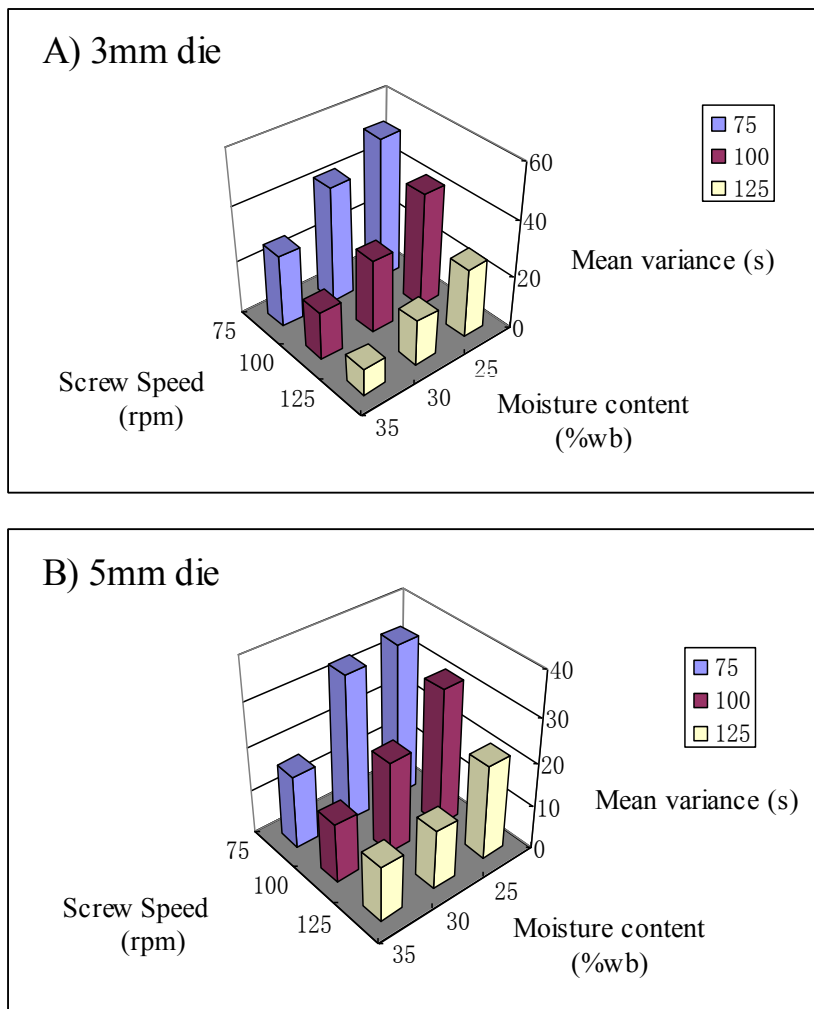 A) 3mm die
75
100
125
60
40
20
0
Mean variance (s)
75
100
125
Screw Speed
(rpm)
25
30
35
Moisture content
(%wb)
B) 5mm die
75
100
125
40
30
20
10
0
Mean variance (s)
75
100
125
Screw Speed
(rpm)
25
30
35
Moisture content
(%wb)